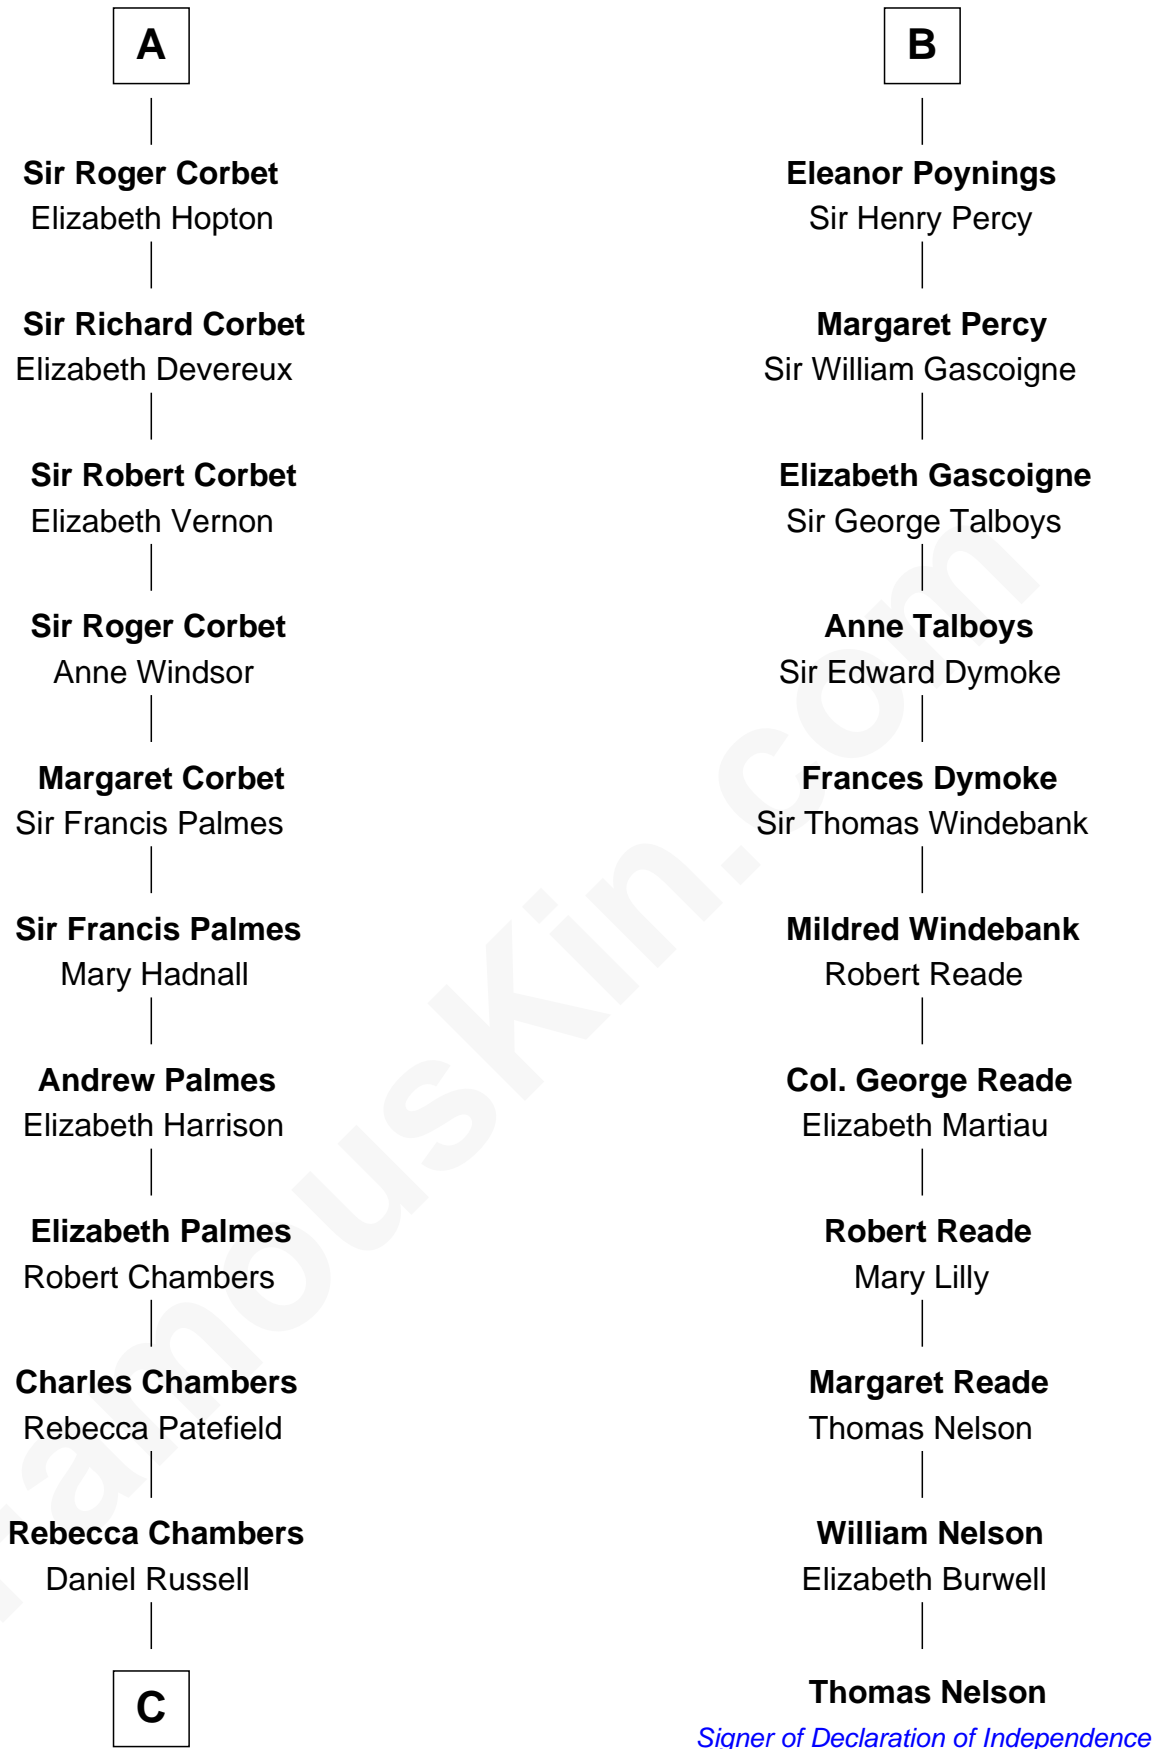 A
Sir Roger Corbet
Elizabeth Hopton
Sir Richard Corbet
Elizabeth Devereux
Sir Robert Corbet
Elizabeth Vernon
Sir Roger Corbet
Anne Windsor
Margaret Corbet
Sir Francis Palmes
Sir Francis Palmes
Mary Hadnall
Andrew Palmes
Elizabeth Harrison
Elizabeth Palmes
Robert Chambers
Charles Chambers
Rebecca Patefield
Rebecca Chambers
Daniel Russell
C
B
Eleanor Poynings
Sir Henry Percy
Margaret Percy
Sir William Gascoigne
Elizabeth Gascoigne
Sir George Talboys
Anne Talboys
Sir Edward Dymoke
Frances Dymoke
Sir Thomas Windebank
Mildred Windebank
Robert Reade
Col. George Reade
Elizabeth Martiau
Robert Reade
Mary Lilly
Margaret Reade
Thomas Nelson
William Nelson
Elizabeth Burwell
Thomas Nelson
Signer of Declaration of Independence
FamousKin.com